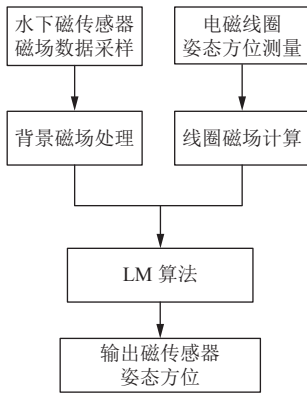 水下磁传感器
磁场数据采样
电磁线圈
姿态方位测量
背景磁场处理
线圈磁场计算
LM 算法
输出磁传感器
姿态方位